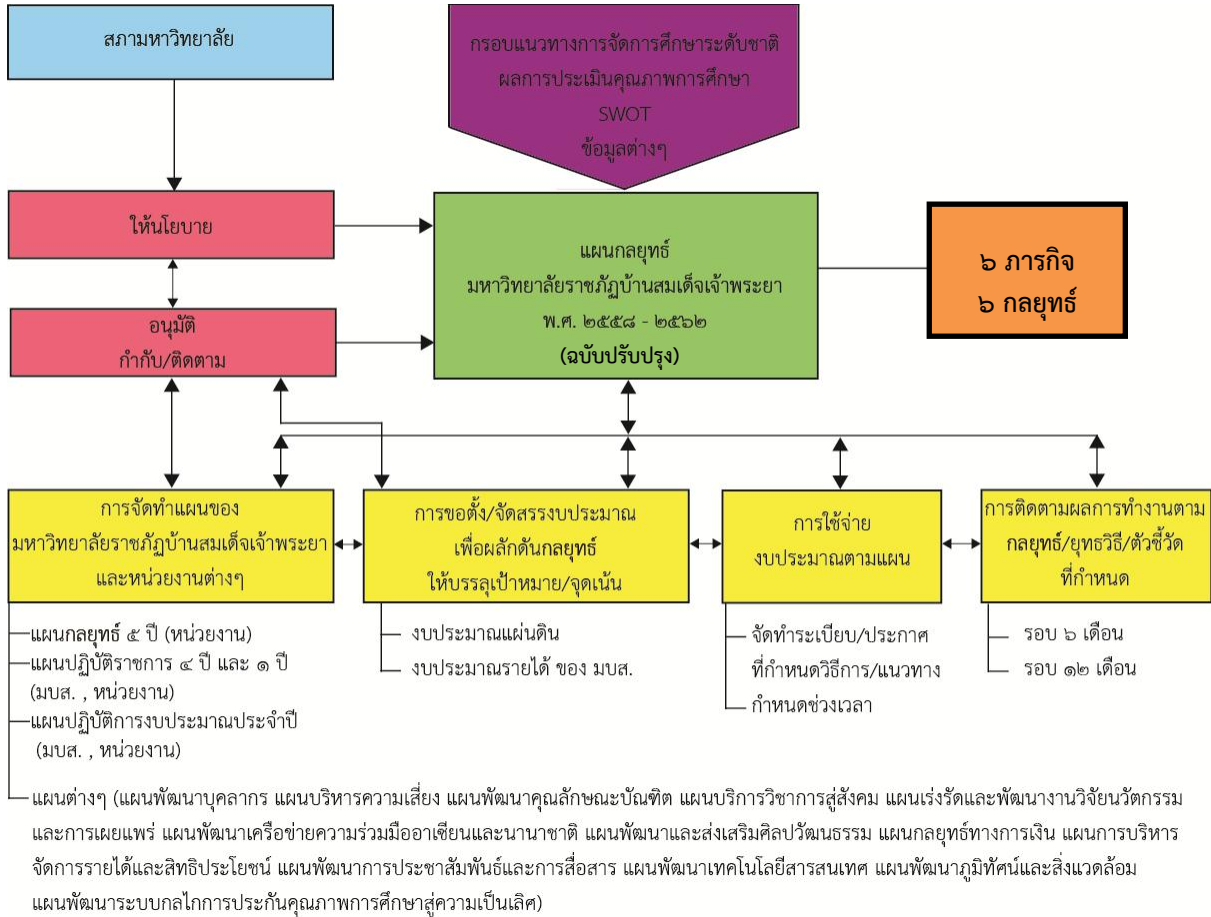 สภามหาวิทยาลัย
กรอบแนวทางการจัดการศึกษาระดับชาติ
ผลการประเมินคุณภาพการศึกษา
SWOT
ข้อมูลต่างๆ
ให้นโยบาย
แผนกลยุทธ์
มหาวิทยาลัยราชภัฏบ้านสมเด็จเจ้าพระยา
พ.ศ. ๒๕๕๘ - ๒๕๖๒
(ฉบับปรับปรุง)
๖ ภารกิจ
๖ กลยุทธ์
อนุมัติ
กำกับ/ติดตาม
การจัดทำแผนของ
มหาวิทยาลัยราชภัฏบ้านสมเด็จเจ้าพระยา
และหน่วยงานต่างๆ
การขอตั้ง/จัดสรรงบประมาณ
เพื่อผลักดันกลยุทธ์
ให้บรรลุเป้าหมาย/จุดเน้น
การใช้จ่าย
งบประมาณตามแผน
การติดตามผลการทำงานตาม
กลยุทธ์/ยุทธวิธี/ตัวชี้วัด
ที่กำหนด
แผนกลยุทธ์ ๕ ปี (หน่วยงาน)
แผนปฏิบัติราชการ ๔ ปี และ ๑ ปี
(มบส. , หน่วยงาน)
แผนปฏิบัติการงบประมาณประจำปี
(มบส. , หน่วยงาน)
งบประมาณแผ่นดิน
งบประมาณรายได้ ของ มบส.
จัดทำระเบียบ/ประกาศ
ที่กำหนดวิธีการ/แนวทาง
กำหนดช่วงเวลา
รอบ ๖ เดือน
รอบ ๑๒ เดือน
แผนต่างๆ (แผนพัฒนาบุคลากร แผนบริหารความเสี่ยง แผนพัฒนาคุณลักษณะบัณฑิต แผนบริการวิชาการสู่สังคม แผนเร่งรัดและพัฒนางานวิจัยนวัตกรรม
และการเผยแพร่ แผนพัฒนาเครือข่ายความร่วมมืออาเซียนและนานาชาติ แผนพัฒนาและส่งเสริมศิลปวัฒนธรรม แผนกลยุทธ์ทางการเงิน แผนการบริหาร
จัดการรายได้และสิทธิประโยชน์ แผนพัฒนาการประชาสัมพันธ์และการสื่อสาร แผนพัฒนาเทคโนโลยีสารสนเทศ แผนพัฒนาภูมิทัศน์และสิ่งแวดล้อม
แผนพัฒนาระบบกลไกการประกันคุณภาพการศึกษาสู่ความเป็นเลิศ)